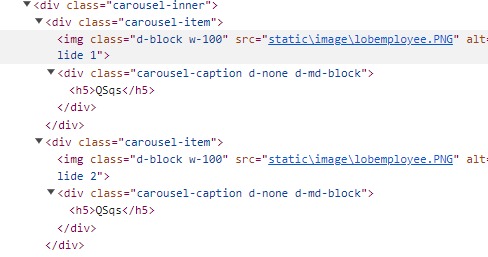 <div class="carousel-inner">
<div class="carousel-item">
<img class="d-block w-100" src="static\image\lobemployee.PNG" alt=
lide 1">
<div class="carousel-caption d-none d-md-block">
<h5>QSqs</h5>
</div>
</div>
<div class="carousel-item">
<img class="d-block w-100" src="static\image\lobemployee.PNG" alt=
lide 2">
<div class="carousel-caption d-none d-md-block">
<h5>QSqs</h5>
</div>
</div>